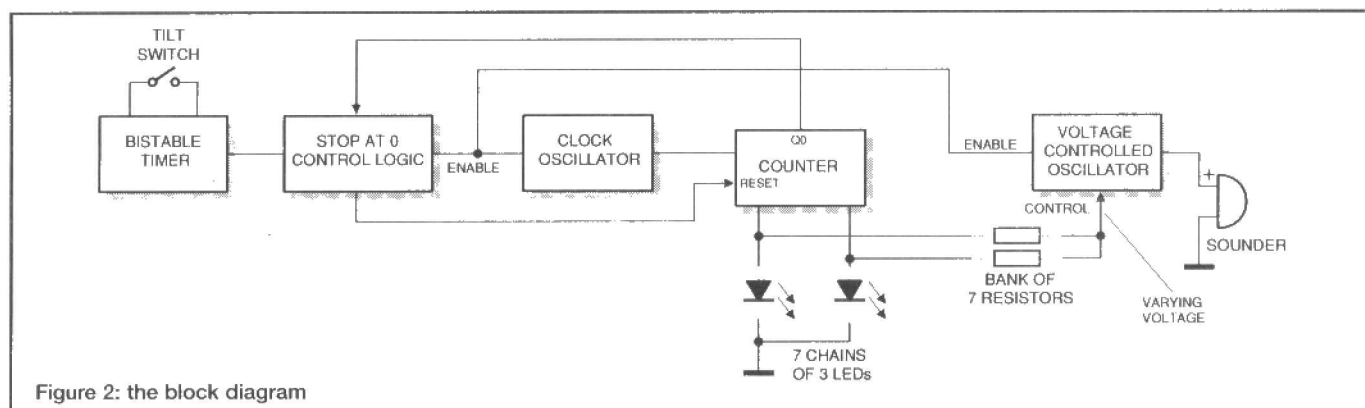 TILT
SWITCH
BISTABLE
TIMER
STOP AT 0
CONTROL LOGIC
ENABLE
CLOCK
OSCILLATOR
Q0
COUNTER
RESET
ENABLE
VOLTAGE
CONTROLLED
OSCILLATOR
CONTROL
+
SOUNDER
BANK OF
7 RESISTORS
VARYING
VOLTAGE
7 CHAINS
OF 3 LEDs
Figure 2: the block diagram